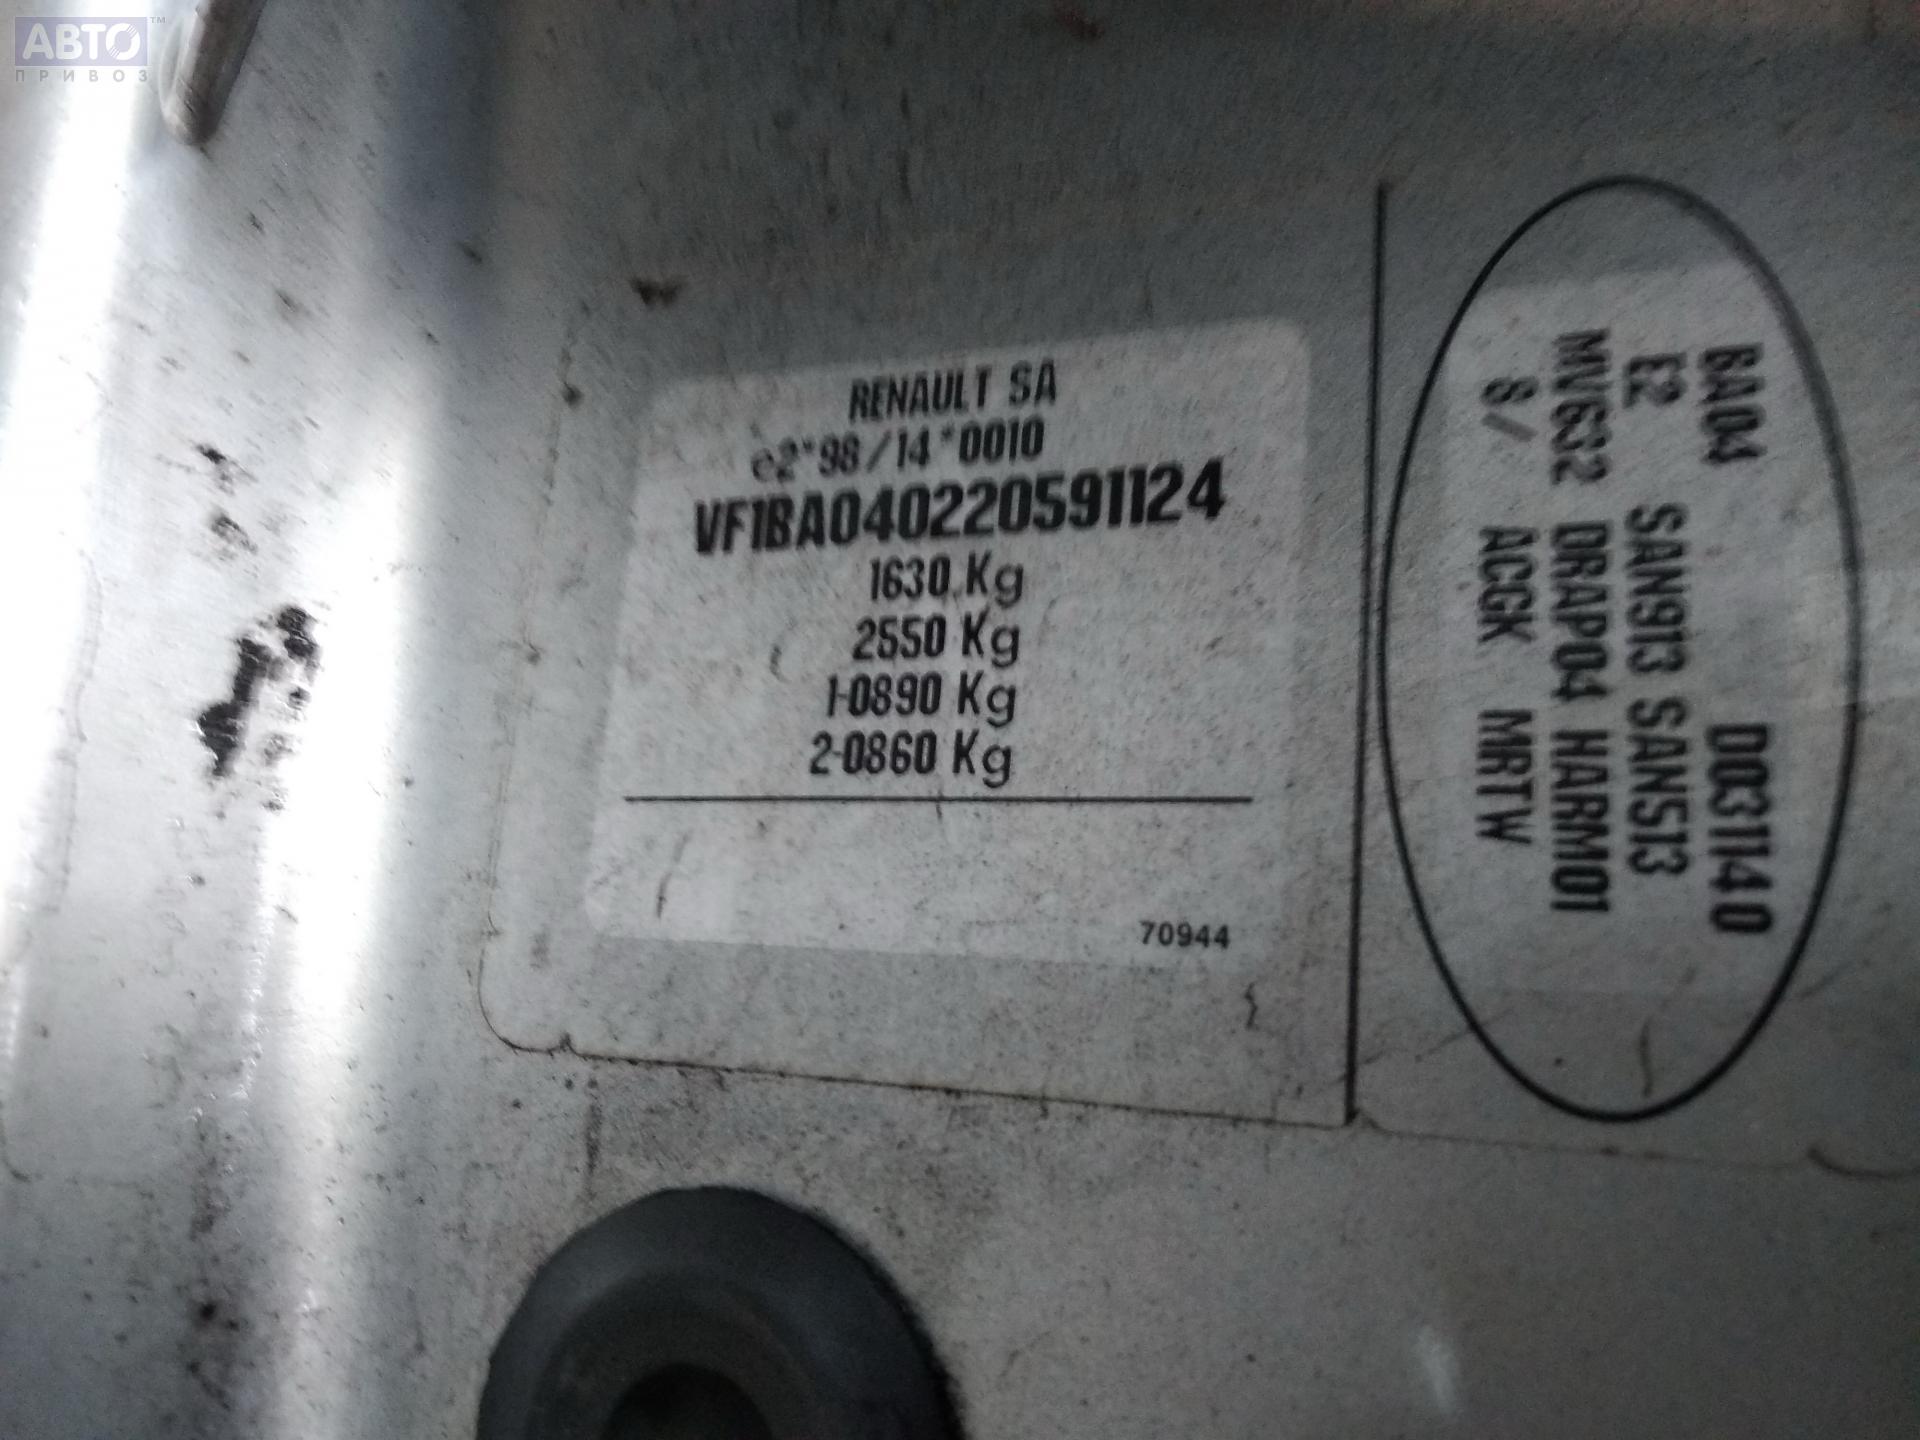 АВТО™
ПРИВОЗ
RENAULT SA
e2*98/14*0010
VF1BA040220591124
1630 Kg
2550 Kg
1-0890 Kg
2-0860 Kg
70944
BA04 D031140
E2 SAN913 SAN513
MV632 DRAP04 HARM01
8/ ACGK MRTW